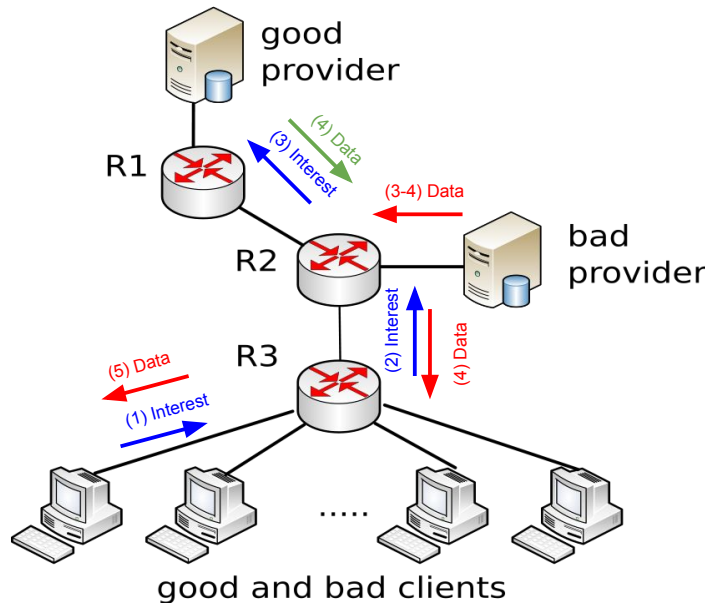 good
provider
(4) Data
(3) Interest
R1
(3-4) Data
R2
bad
provider
(2) Interest
(4) Data
R3
(5) Data
(1) Interest
.....
good and bad clients